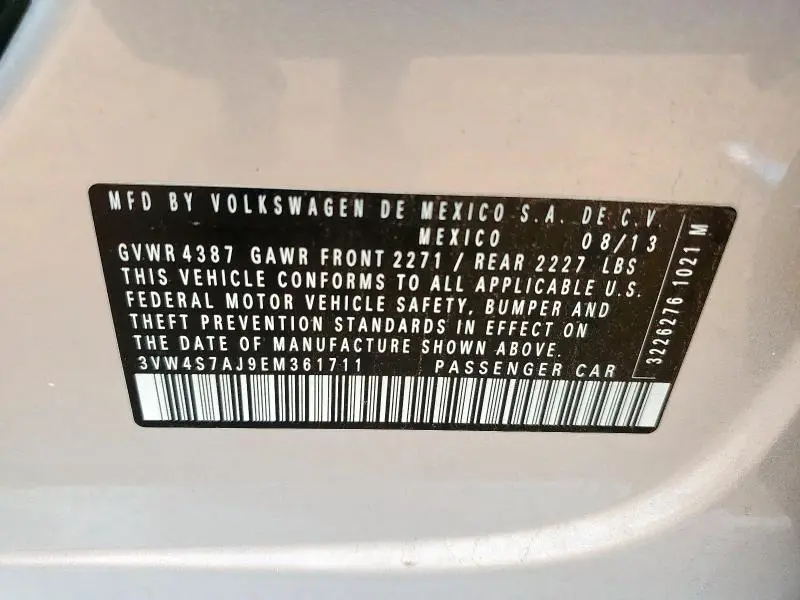 MFD BY VOLKSWAGEN DE MEXICO S.A. DE C.V.
MEXICO 08/13
GVWR 4387 GAWR FRONT 2271 / REAR 2227 LBS
THIS VEHICLE CONFORMS TO ALL APPLICABLE U.S.
FEDERAL MOTOR VEHICLE SAFETY, BUMPER AND
THEFT PREVENTION STANDARDS IN EFFECT ON
THE DATE OF MANUFACTURE SHOWN ABOVE.
3VW4S7AJ9EM361711 PASSENGER CAR
3226276 1021 M